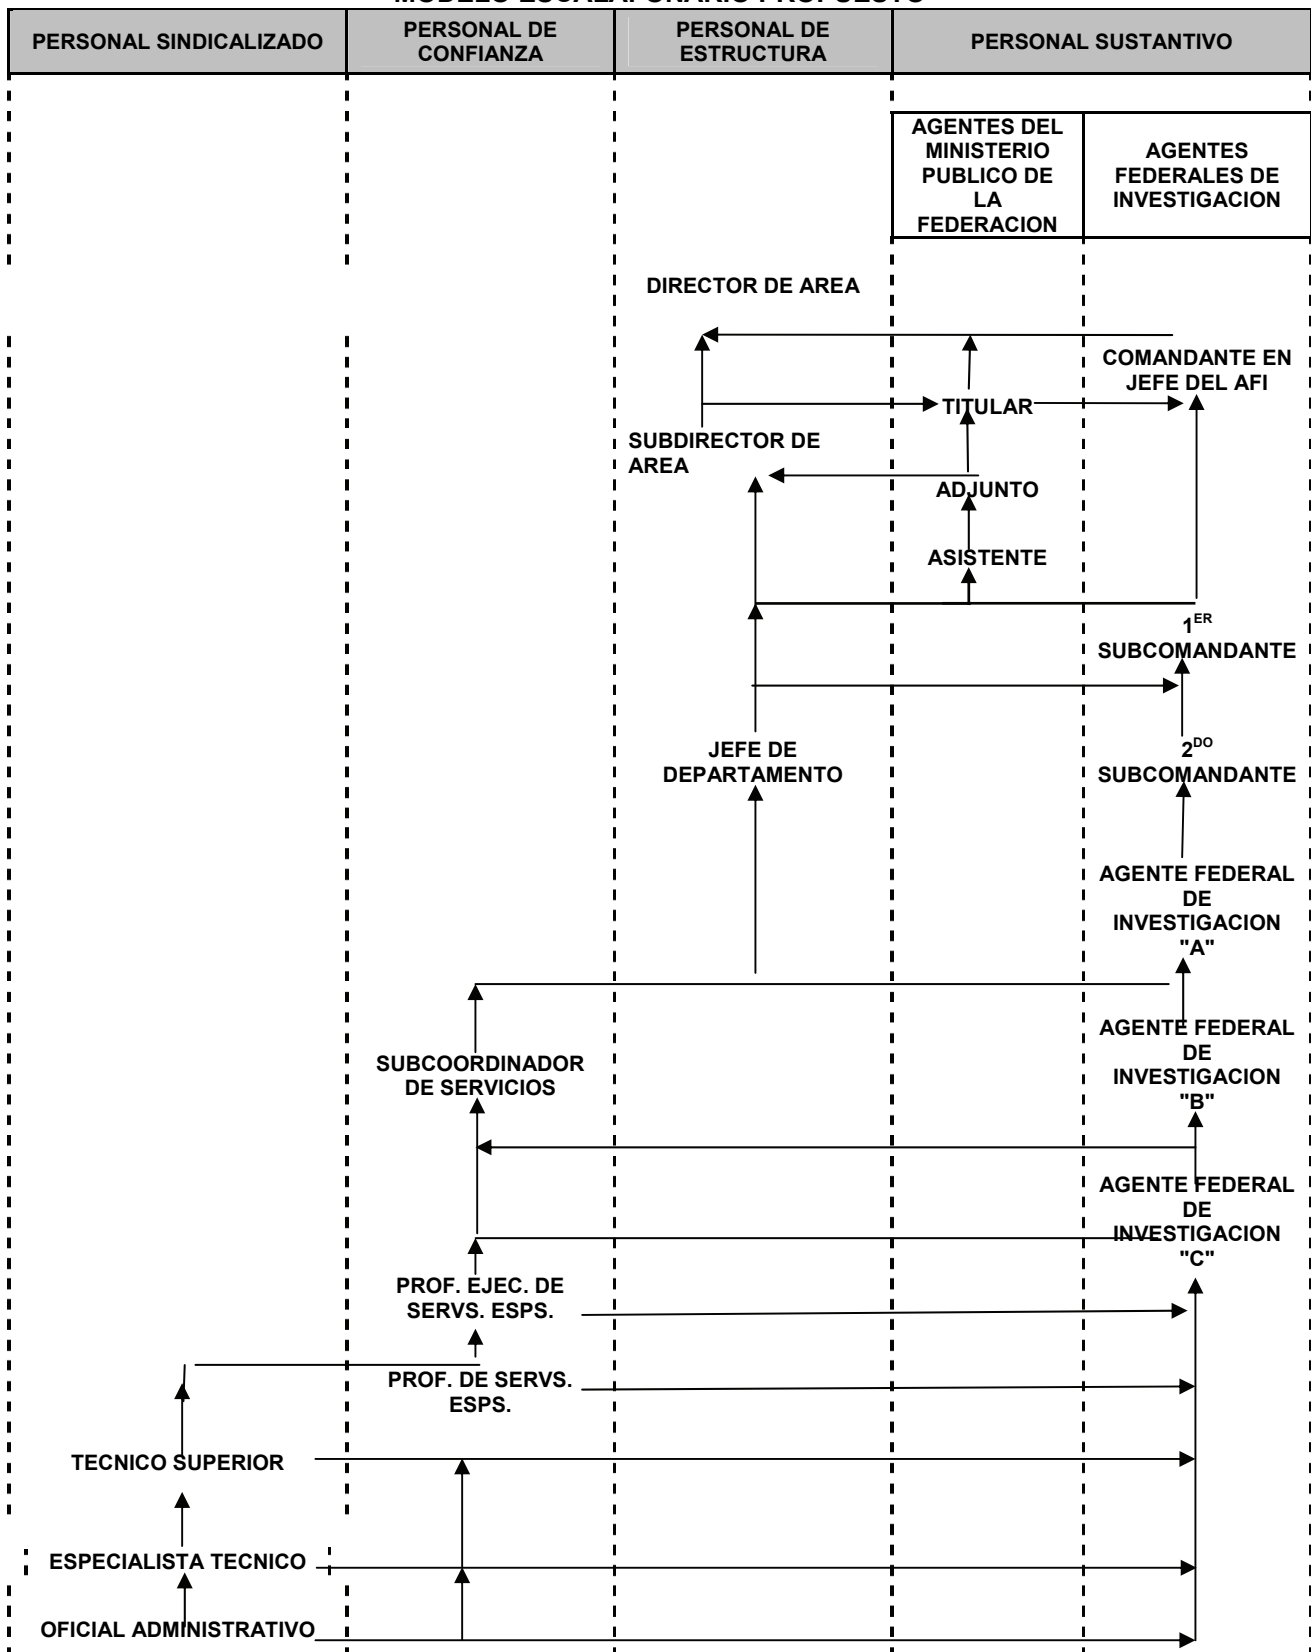 MODELO ESCALAFONARIO PROPUESTO
PERSONAL SINDICALIZADO
PERSONAL DE
CONFIANZA
PERSONAL DE
ESTRUCTURA
PERSONAL SUSTANTIVO
AGENTES DEL
MINISTERIO
PUBLICO DE
LA
FEDERACION
AGENTES
FEDERALES DE
INVESTIGACION
DIRECTOR DE AREA
COMANDANTE EN
JEFE DEL AFI
TITULAR
SUBDIRECTOR DE
AREA
ADJUNTO
ASISTENTE
1ER
SUBCOMANDANTE
JEFE DE
DEPARTAMENTO
2DO
SUBCOMANDANTE
AGENTE FEDERAL
DE
INVESTIGACION
"A"
SUBCOORDINADOR
DE SERVICIOS
AGENTE FEDERAL
DE
INVESTIGACION
"B"
AGENTE FEDERAL
DE
INVESTIGACION
"C"
PROF. EJEC. DE
SERVS. ESPS.
PROF. DE SERVS.
ESPS.
TECNICO SUPERIOR
ESPECIALISTA TECNICO
OFICIAL ADMINISTRATIVO